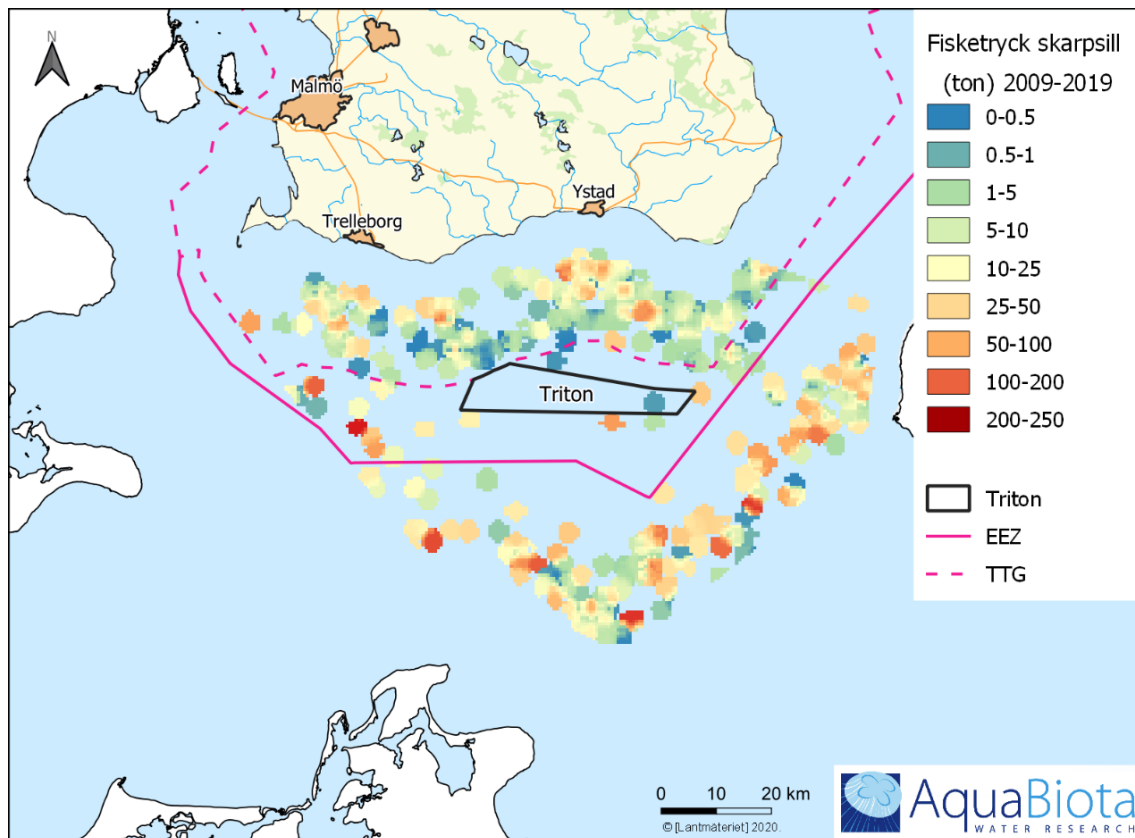 N
Malmö
Trelleborg
Ystad
Triton
Fisketryck skarpsill
(ton) 2009-2019
0-0.5
0.5-1
1-5
5-10
10-25
25-50
50-100
100-200
200-250
Triton
EEZ
TTG
0 10 20 km
© [Lantmäteriet] 2020.
AquaBiota
WATER RESEARCH